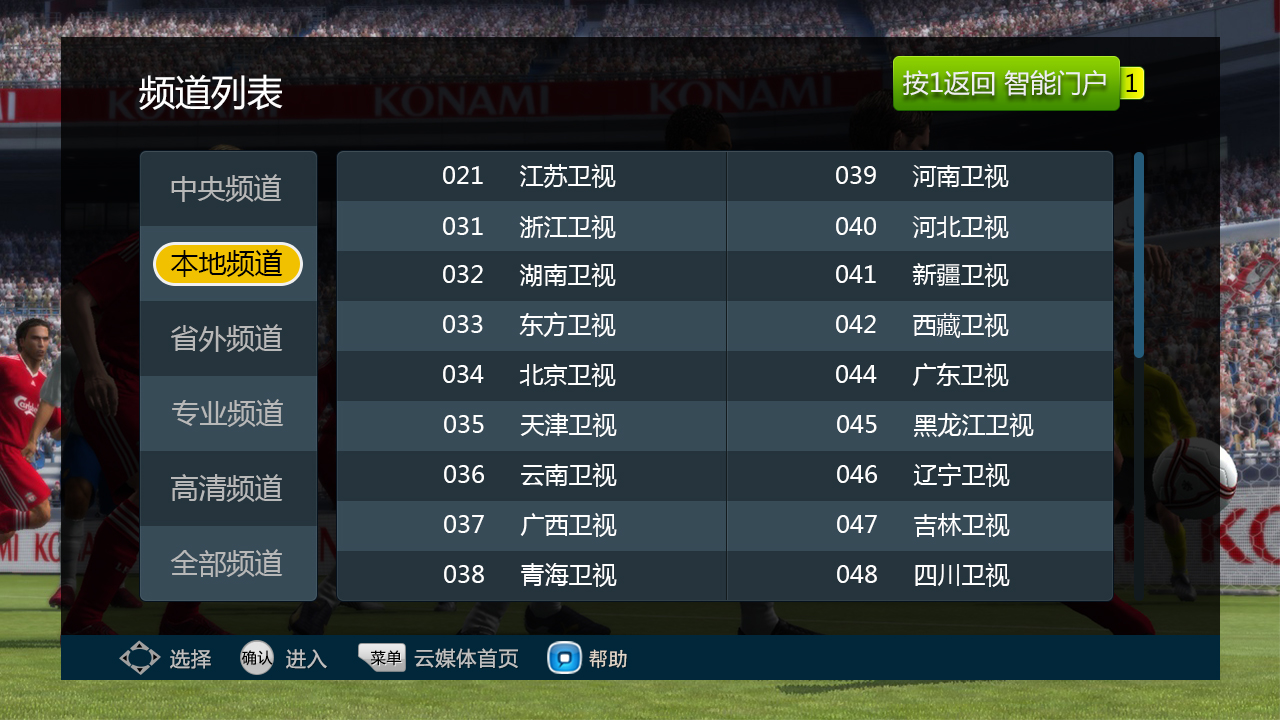 频道列表
按1返回 智能门户 1
KONAMI KONAMI KONAMI
中央频道
本地频道
省外频道
专业频道
高清频道
全部频道
021 江苏卫视
031 浙江卫视
032 湖南卫视
033 东方卫视
034 北京卫视
035 天津卫视
036 云南卫视
037 广西卫视
038 青海卫视
039 河南卫视
040 河北卫视
041 新疆卫视
042 西藏卫视
044 广东卫视
045 黑龙江卫视
046 辽宁卫视
047 吉林卫视
048 四川卫视
Carlsberg
选择 确认 进入 菜单 云媒体首页 帮助